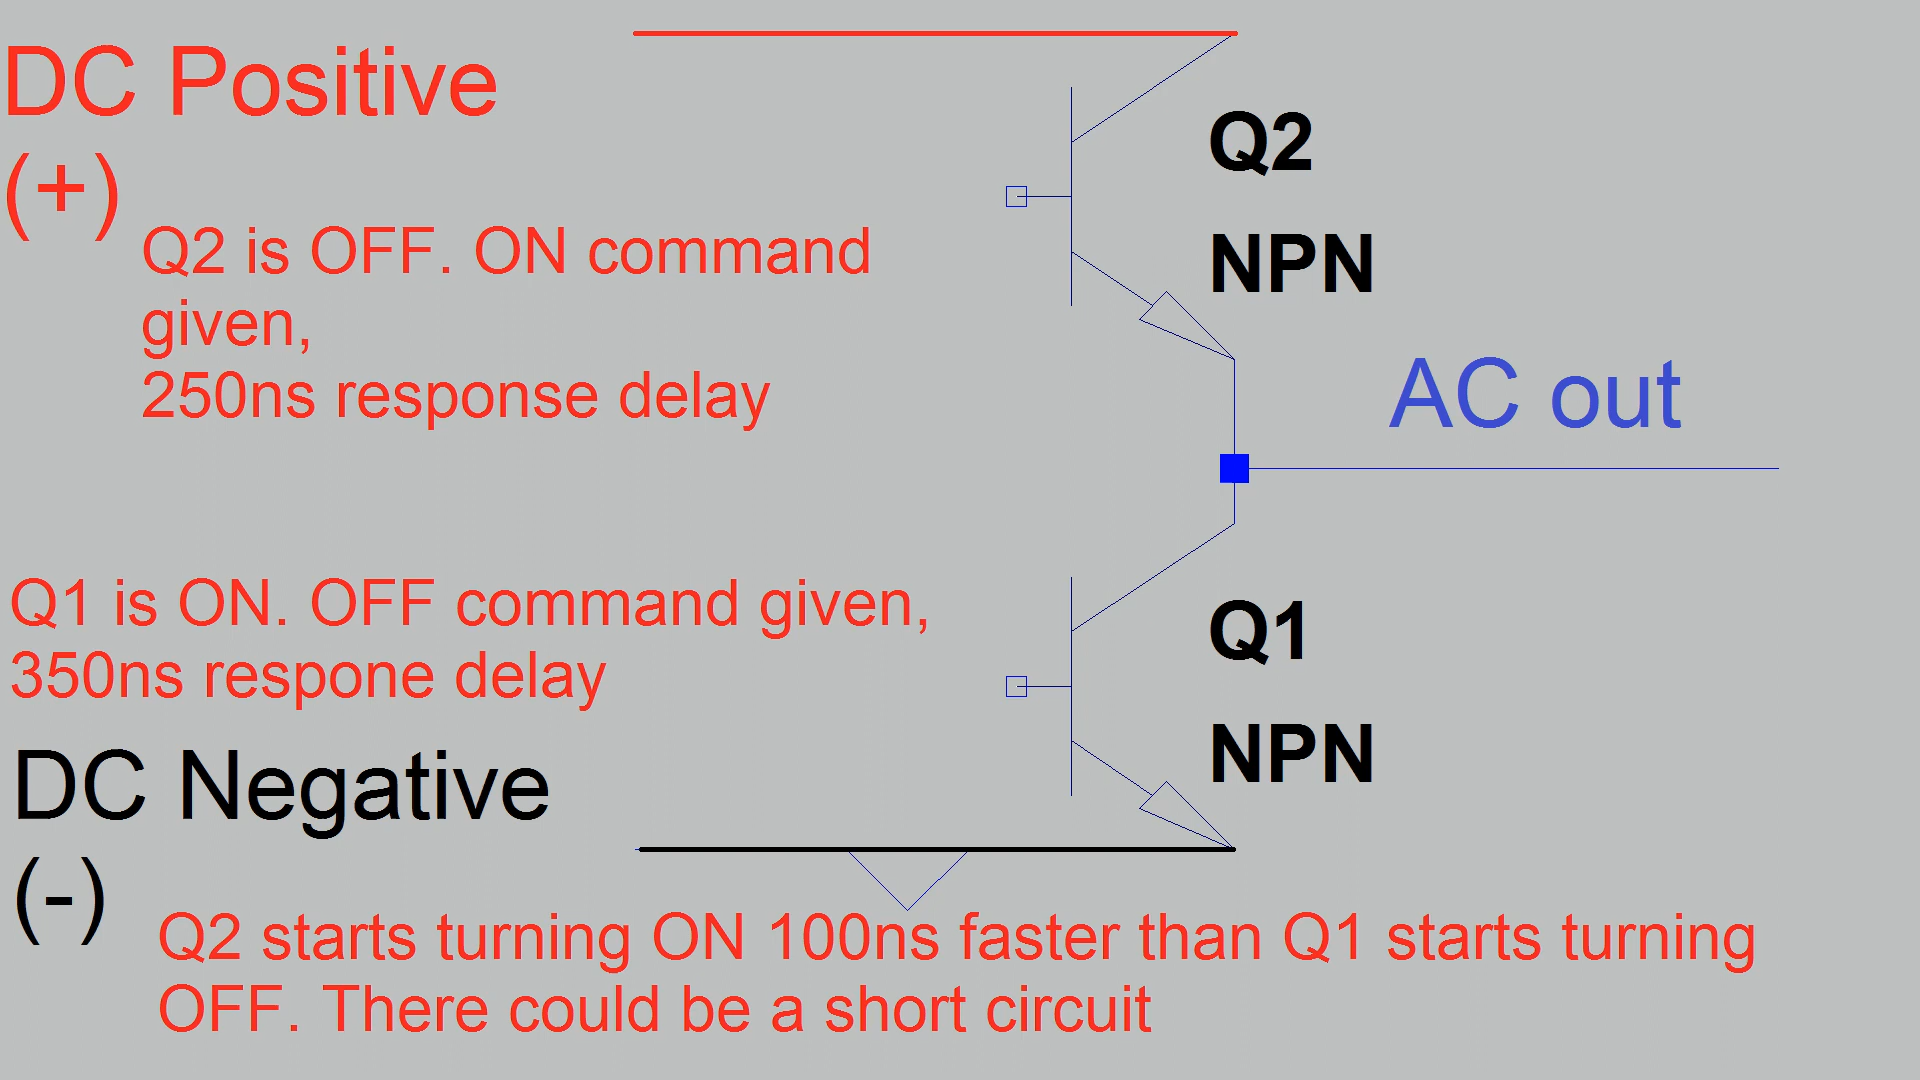 DC Positive
(+)
Q2
NPN
Q2 is OFF. ON command
given,
250ns response delay
AC out
Q1 is ON. OFF command given,
350ns respone delay
Q1
NPN
DC Negative
(-)
Q2 starts turning ON 100ns faster than Q1 starts turning
OFF. There could be a short circuit